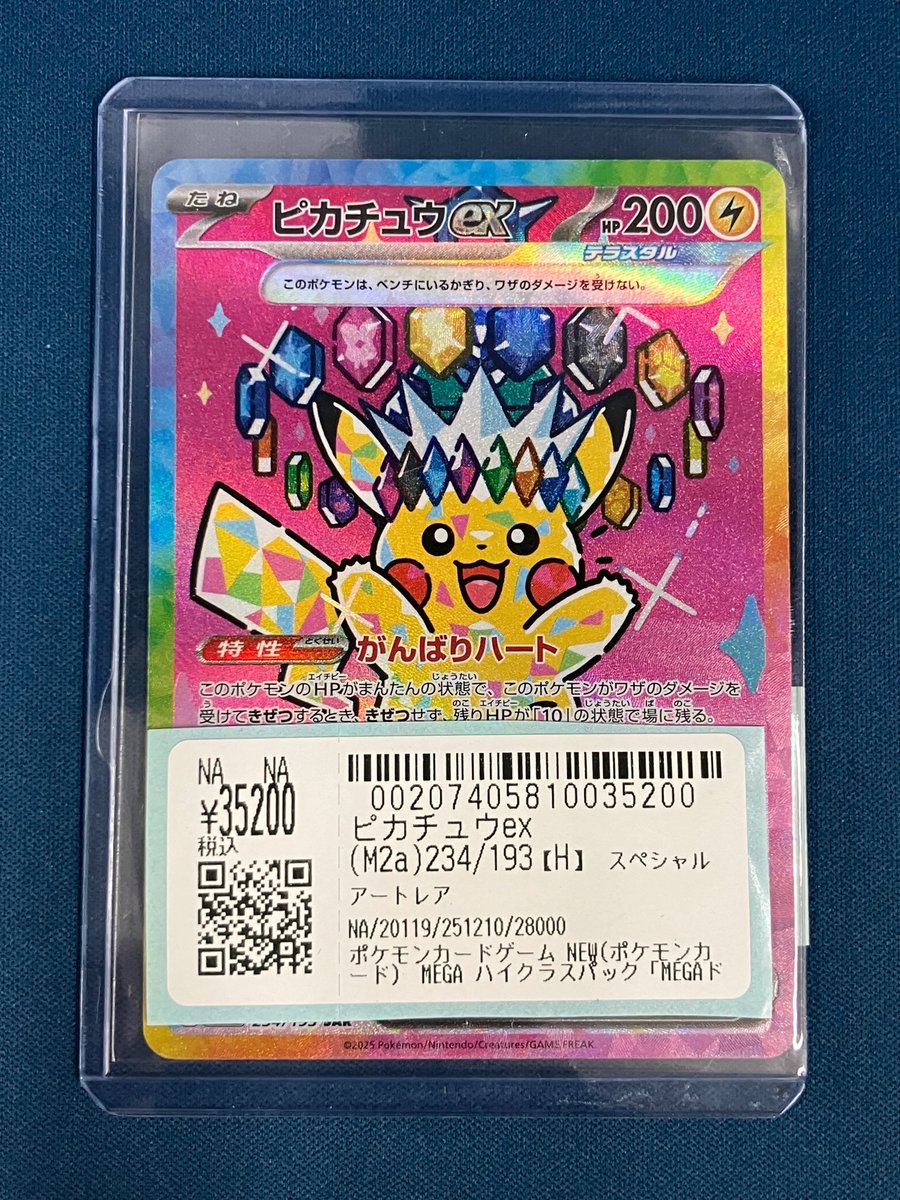 たね ピカチュウex HP200
テラスタル
このポケモンは、ベンチにいるかぎり、ワザのダメージを受けない。
特性 とくせい がんばりハート
このポケモンのHPがまんたんの状態で、このポケモンがワザのダメージを
受けてきぜつするとき、きぜつせず、残りHPが「10」の状態で場に残る。
NA NA
¥35200
税込
00207405810035200
ピカチュウex
(M2a)234/193【H】 スペシャル
アートレア
NA/20119/251210/28000
ポケモンカードゲーム NEW(ポケモンカ
ード) MEGA ハイクラスパック「MEGAド
234/193 SAR
©2025 Pokémon/Nintendo/Creatures/GAME FREAK